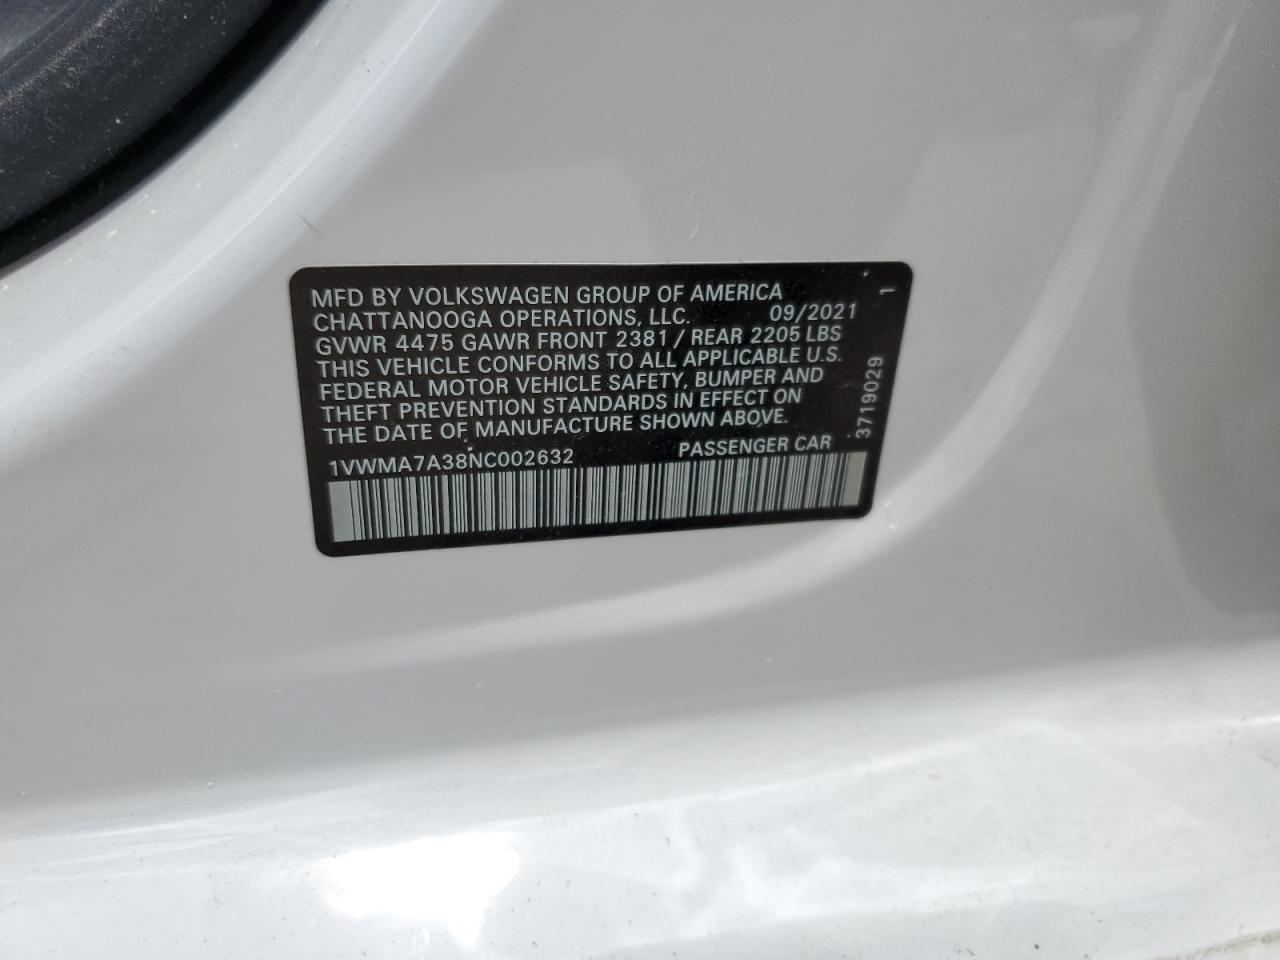 MFD BY VOLKSWAGEN GROUP OF AMERICA
CHATTANOOGA OPERATIONS, LLC. 09/2021
GVWR 4475 GAWR FRONT 2381 / REAR 2205 LBS
THIS VEHICLE CONFORMS TO ALL APPLICABLE U.S.
FEDERAL MOTOR VEHICLE SAFETY, BUMPER AND
THEFT PREVENTION STANDARDS IN EFFECT ON
THE DATE OF MANUFACTURE SHOWN ABOVE.
1VWMA7A38NC002632 PASSENGER CAR
3719029 1